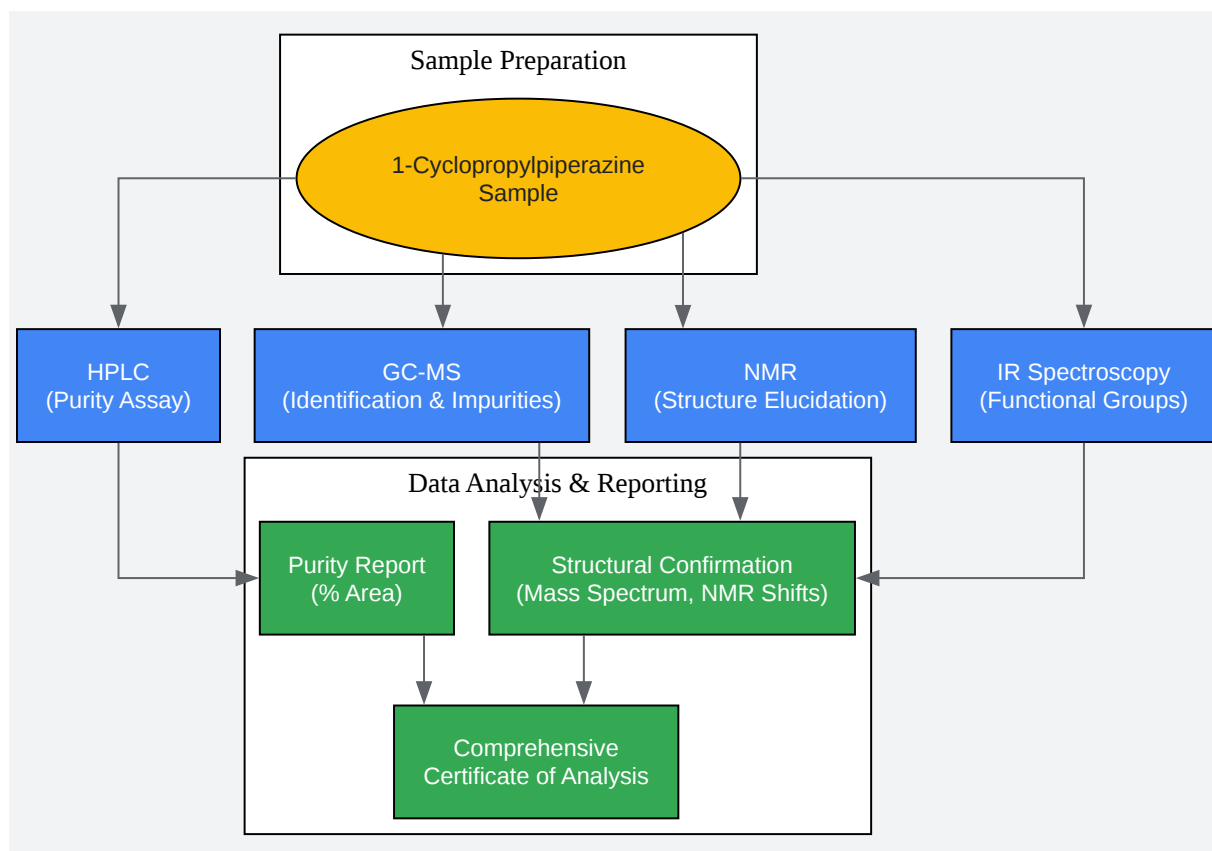 Sample Preparation
1-Cyclopropylpiperazine
Sample
HPLC
(Purity Assay)
GC-MS
(Identification & Impurities)
NMR
(Structure Elucidation)
IR Spectroscopy
(Functional Groups)
Data Analysis & Reporting
Purity Report
(% Area)
Structural Confirmation
(Mass Spectrum, NMR Shifts)
Comprehensive
Certificate of Analysis